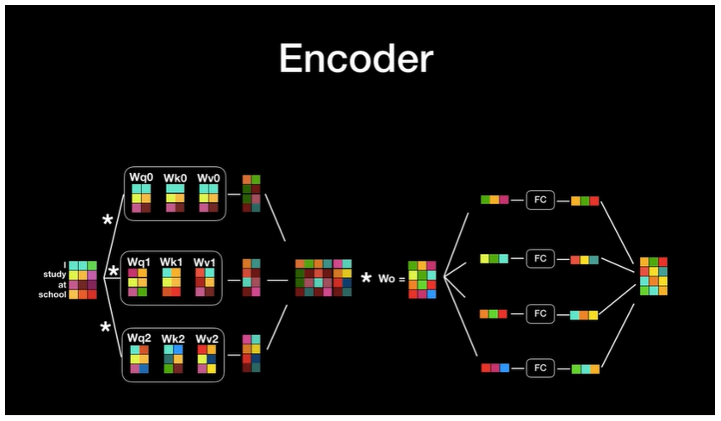 Encoder
Wq0 Wk0 Wv0
I
study
at
school
*
*
*
Wq1 Wk1 Wv1
Wq2 Wk2 Wv2
* Wo =
FC
FC
FC
FC